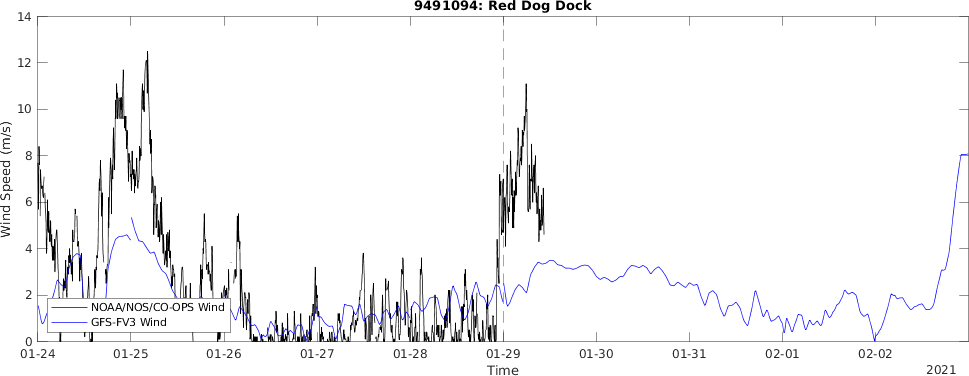 9491094: Red Dog Dock
Wind Speed (m/s)
14
12
10
8
6
4
2
0
NOAA/NOS/CO-OPS Wind
GFS-FV3 Wind
01-24 01-25 01-26 01-27 01-28 01-29 01-30 01-31 02-01 02-02
Time
2021